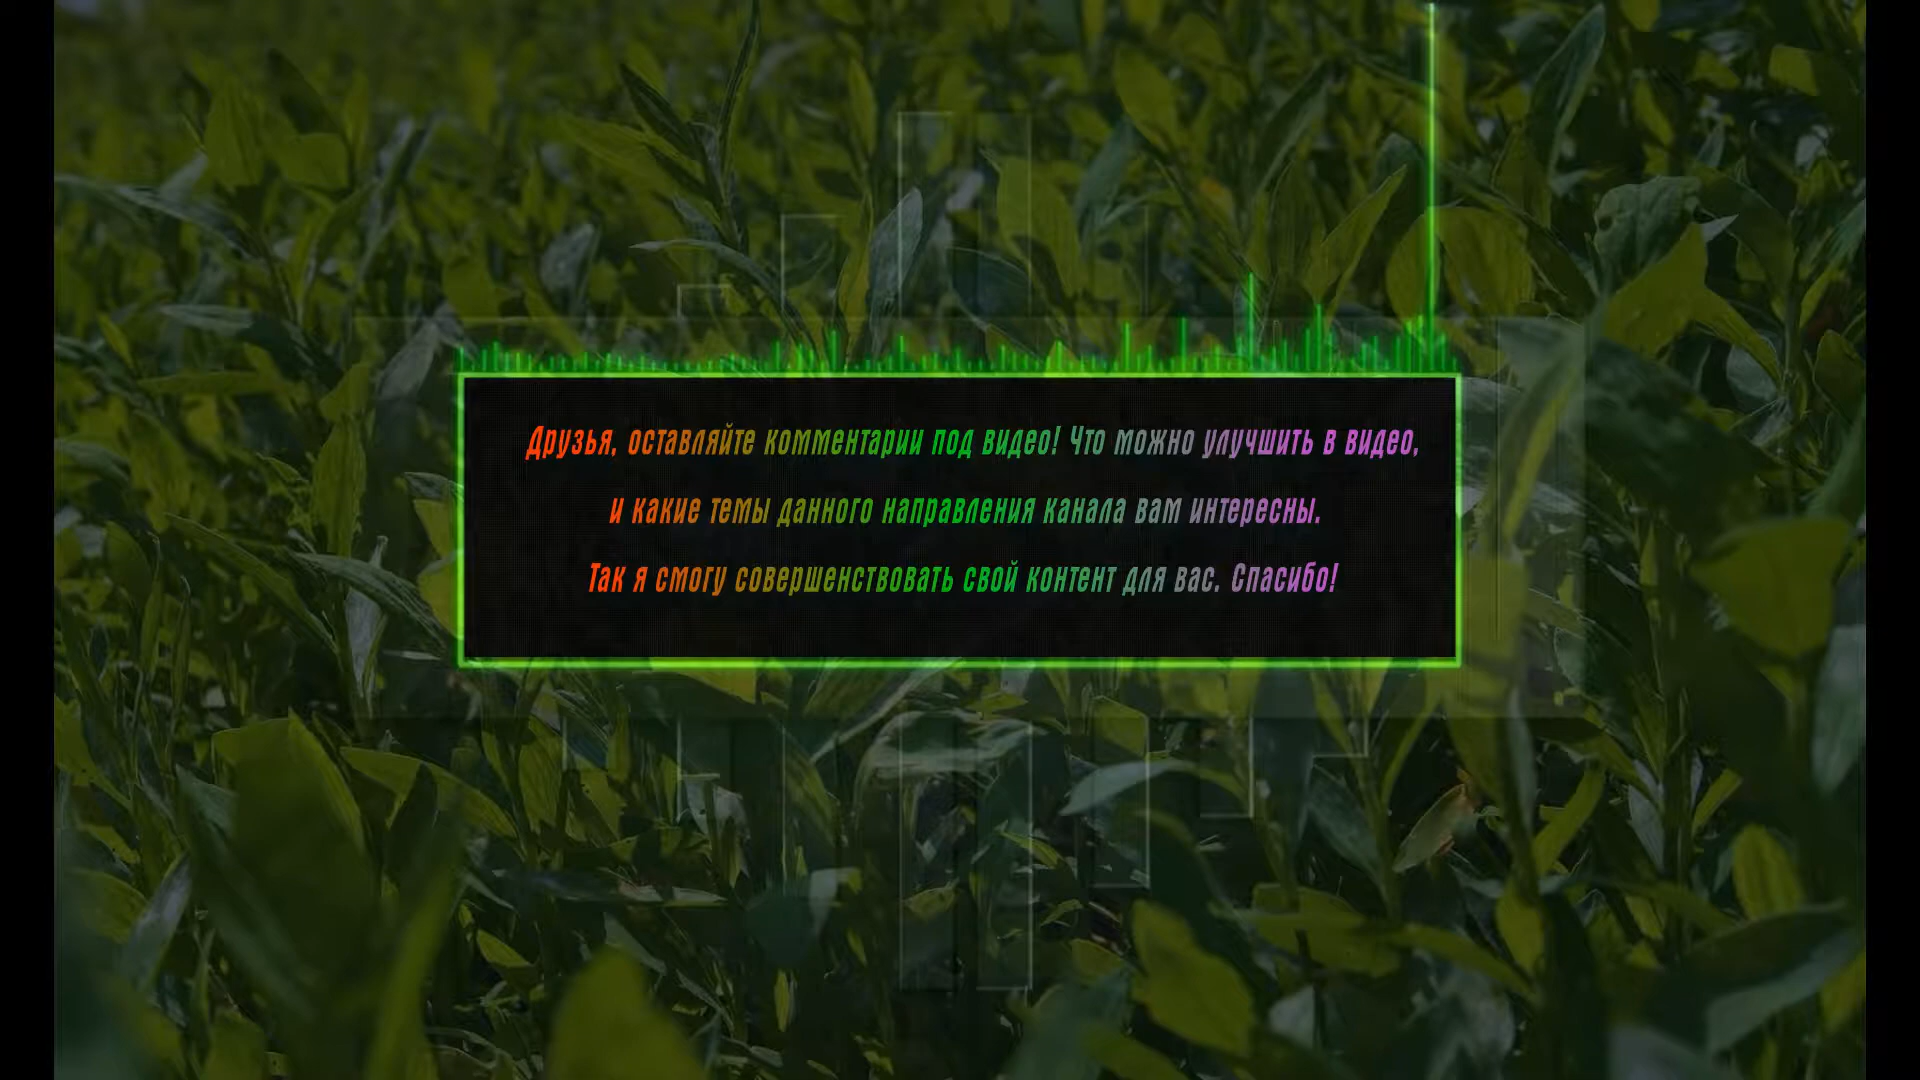 Друзья, оставляйте комментарии под видео! Что можно улучшить в видео,
и какие темы данного направления канала вам интересны.
Так я смогу совершенствовать свой контент для вас. Спасибо!